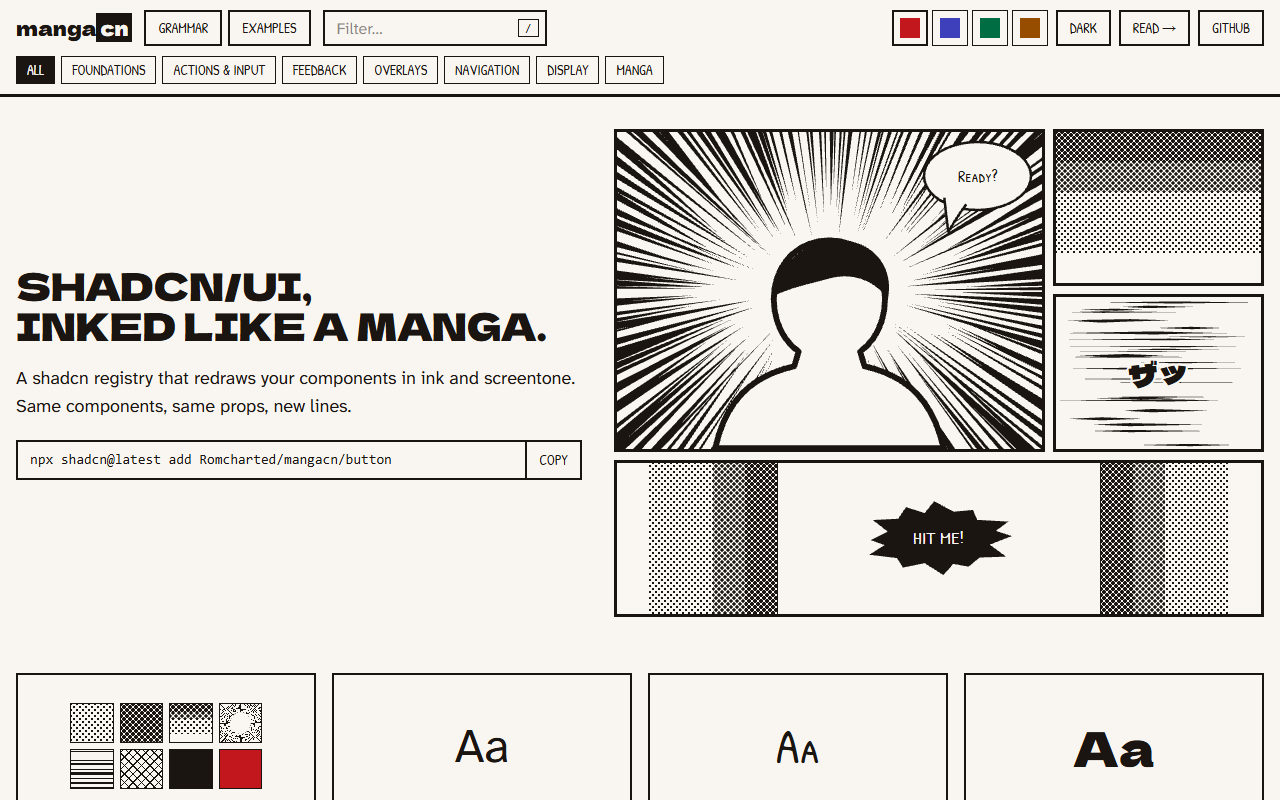 mangacn
GRAMMAR
EXAMPLES
Filter...
/
DARK
READ →
GITHUB
ALL
FOUNDATIONS
ACTIONS & INPUT
FEEDBACK
OVERLAYS
NAVIGATION
DISPLAY
MANGA
SHADCN/UI,
INKED LIKE A MANGA.
A shadcn registry that redraws your components in ink and screentone.
Same components, same props, new lines.
npx shadcn@latest add Romcharted/mangacn/button
COPY
READY?
ザッ
HIT ME!
Aa
Aa
Aa